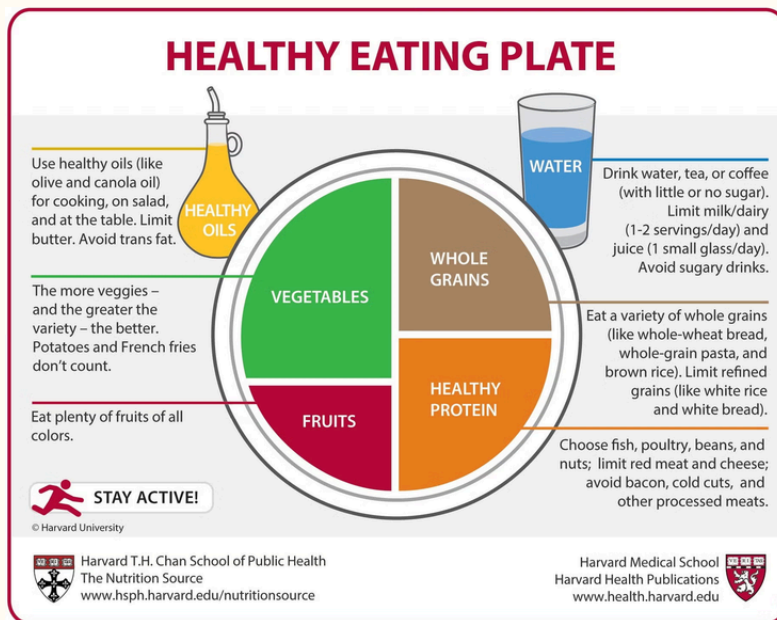 HEALTHY EATING PLATE
Use healthy oils (like
olive and canola oil)
for cooking, on salad,
and at the table. Limit
butter. Avoid trans fat.
HEALTHY
OILS
The more veggies –
and the greater the
variety – the better.
Potatoes and French fries
don't count.
Eat plenty of fruits of all
colors.
VEGETABLES
FRUITS
WHOLE
GRAINS
HEALTHY
PROTEIN
WATER
Drink water, tea, or coffee
(with little or no sugar).
Limit milk/dairy
(1-2 servings/day) and
juice (1 small glass/day).
Avoid sugary drinks.
Eat a variety of whole grains
(like whole-wheat bread,
whole-grain pasta, and
brown rice). Limit refined
grains (like white rice
and white bread).
Choose fish, poultry, beans, and
nuts; limit red meat and cheese;
avoid bacon, cold cuts, and
other processed meats.
STAY ACTIVE!
© Harvard University
Harvard T.H. Chan School of Public Health
The Nutrition Source
www.hsph.harvard.edu/nutritionsource
Harvard Medical School
Harvard Health Publications
www.health.harvard.edu